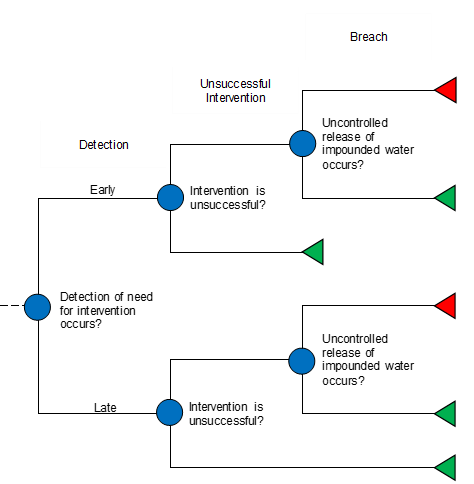 Breach
Unsuccessful
Intervention
Detection
Uncontrolled
release of
impounded water
occurs?
Early
Intervention is
unsuccessful?
Detection of need
for intervention
occurs?
Uncontrolled
release of
impounded water
occurs?
Late
Intervention is
unsuccessful?